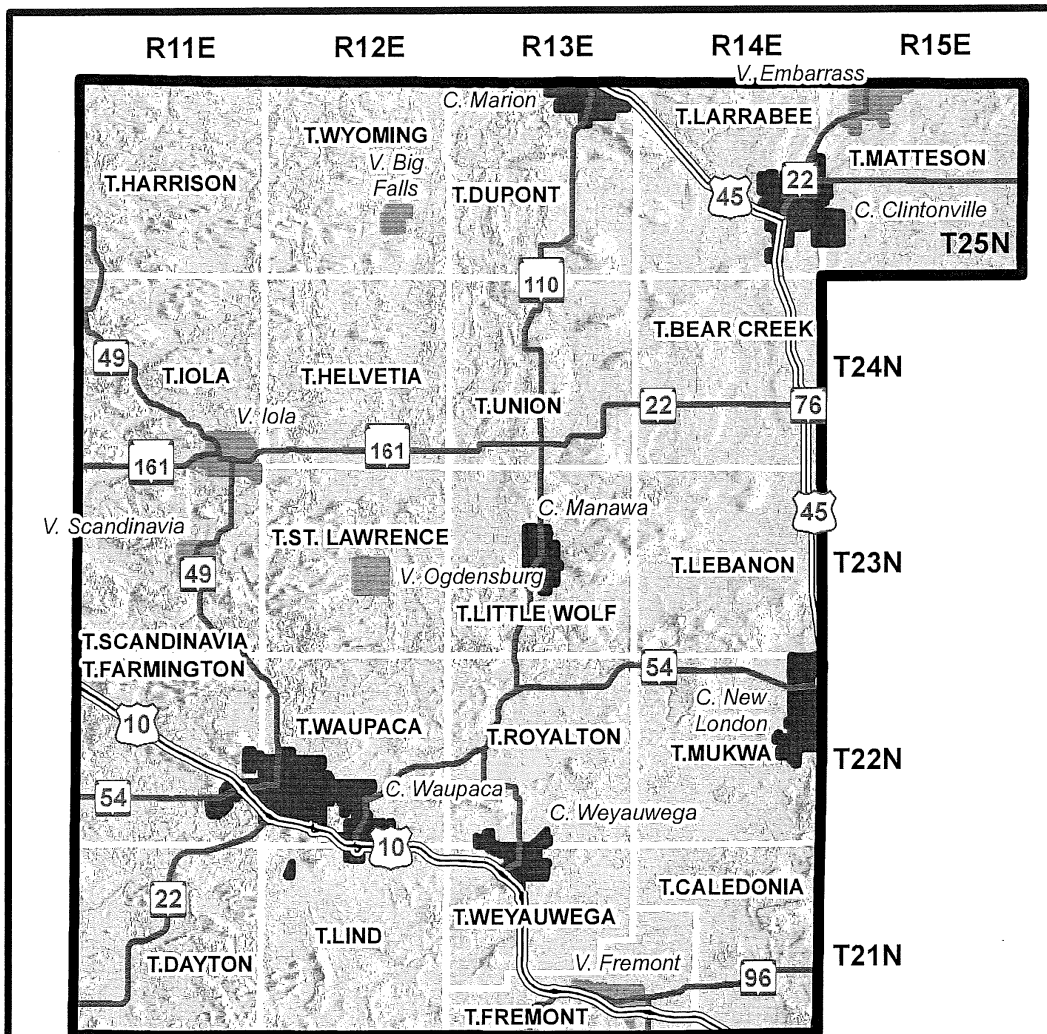 R11E R12E R13E R14E R15E
V. Embarrass
C. Marion
T.LARRABEE
T.WYOMING
V. Big
Falls
T.HARRISON
T.DUPONT
T.MATTESON
22
45
C. Clintonville
T25N
110
T.BEAR CREEK
49
T.IOLA
T.HELVETIA
T24N
T.UNION
22
76
V. Iola
161
161
C. Manawa
45
V. Scandinavia
T.ST. LAWRENCE
T.LEBANON
T23N
49
V. Ogdensburg
T.LITTLE WOLF
T.SCANDINAVIA
T.FARMINGTON
54
C. New
London
10
T.WAUPACA
T.ROYALTON
T.MUKWA
T22N
54
C. Waupaca
C. Weyauwega
10
22
T.CALEDONIA
T.WEYAUWEGA
T.LIND
T.DAYTON
V. Fremont
96
T21N
T.FREMONT